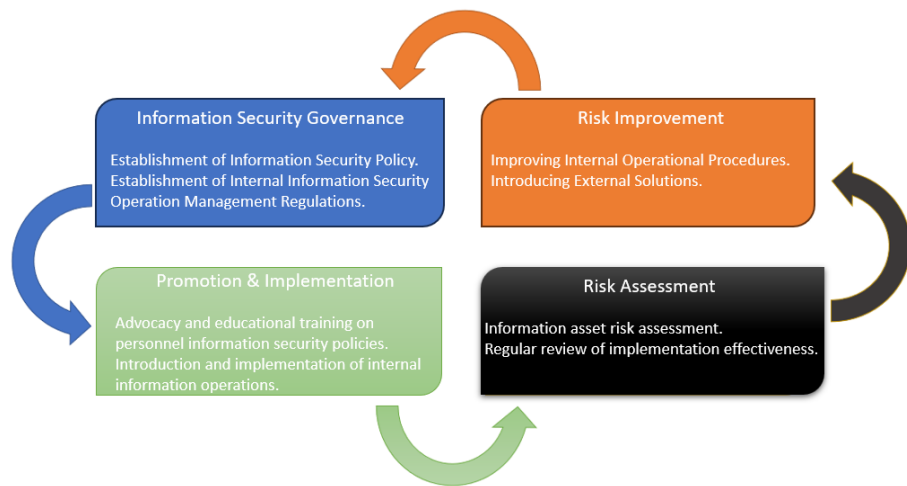 Information Security Governance
Establishment of Information Security Policy.
Establishment of Internal Information Security
Operation Management Regulations.
Risk Improvement
Improving Internal Operational Procedures.
Introducing External Solutions.
Promotion & Implementation
Advocacy and educational training on
personnel information security policies.
Introduction and implementation of internal
information operations.
Risk Assessment
Information asset risk assessment.
Regular review of implementation effectiveness.